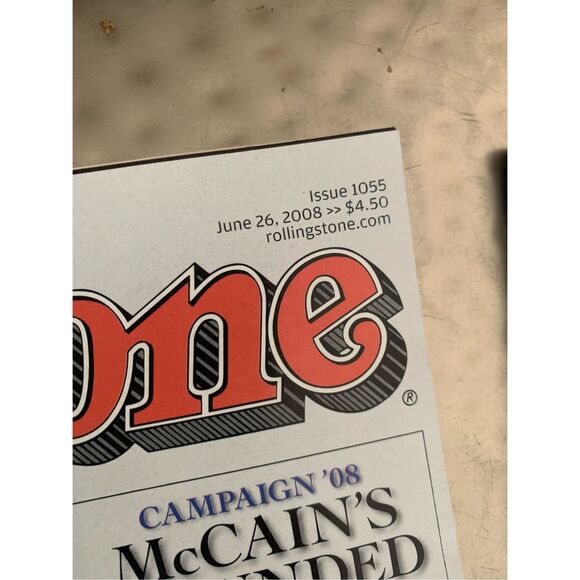 Issue 1055
June 26, 2008 >> $4.50
rollingstone.com
one
®
CAMPAIGN '08
McCAIN'S